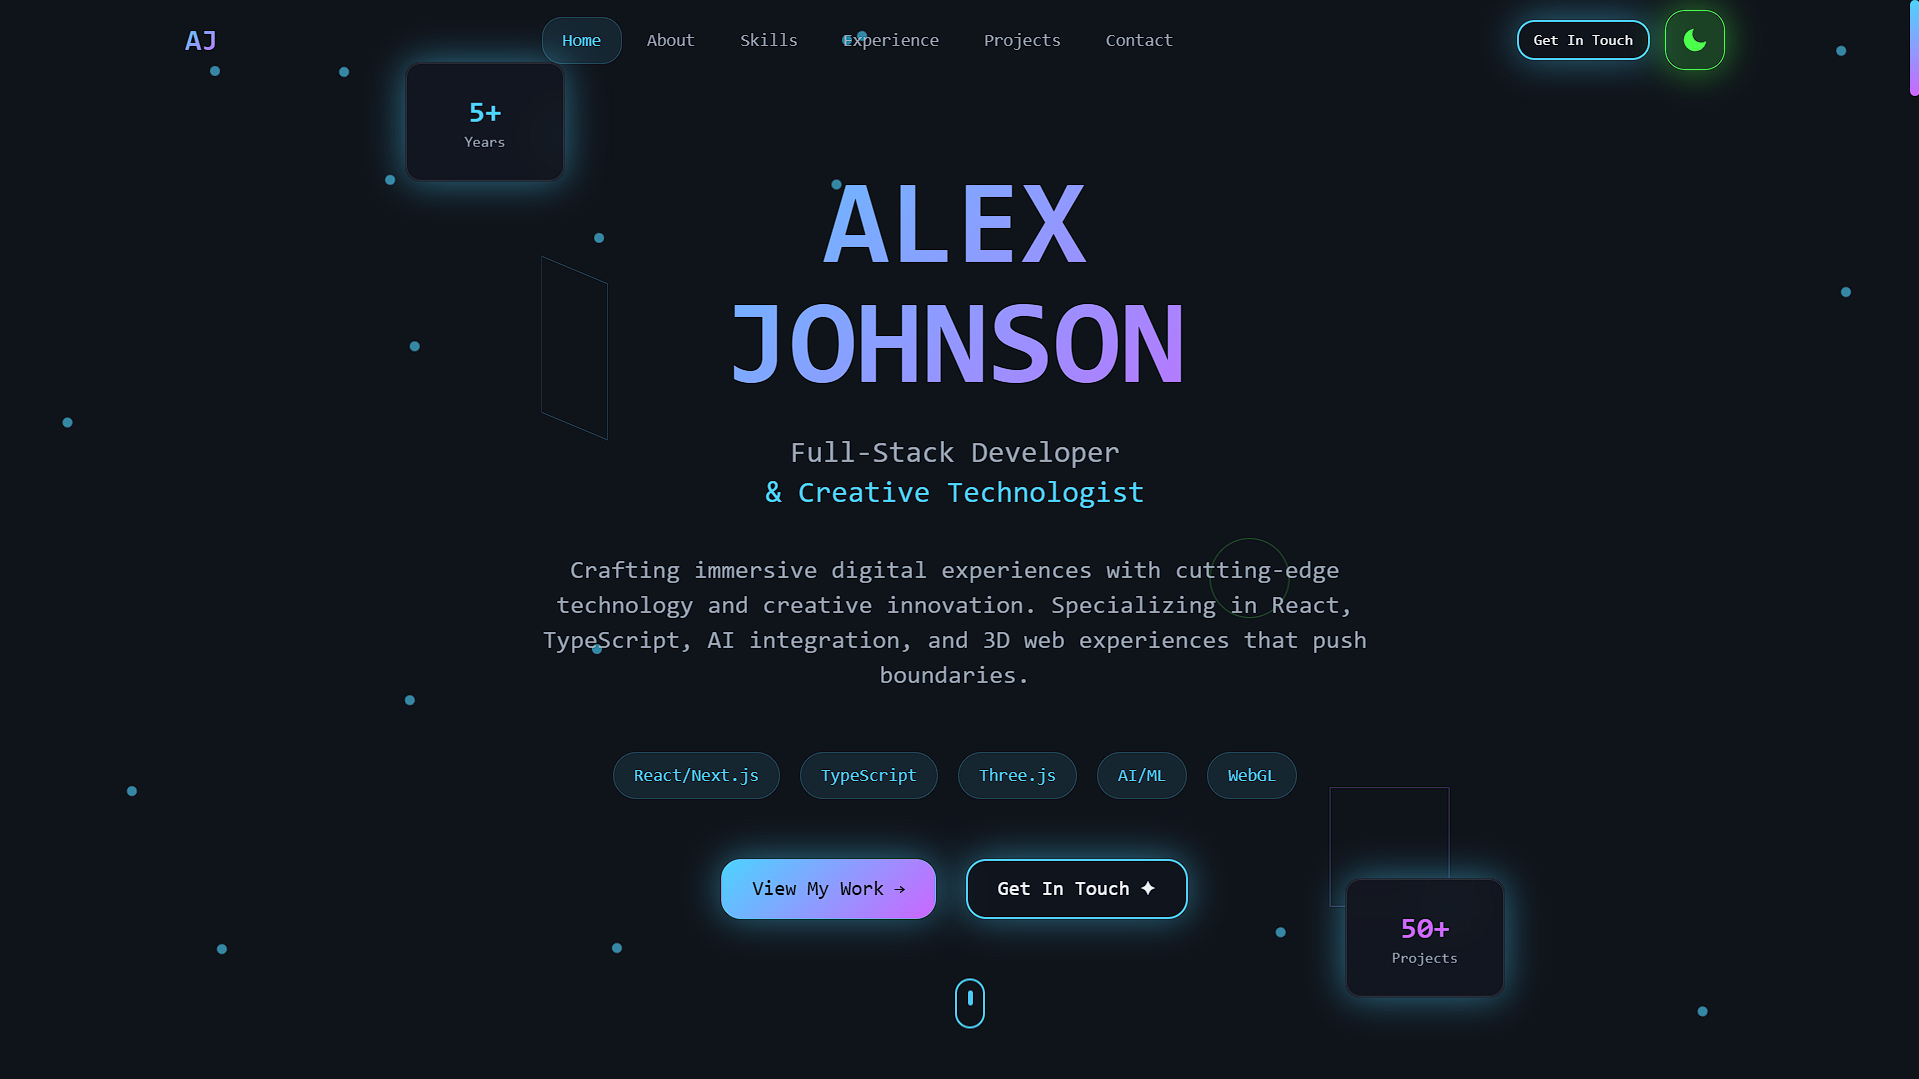 AJ
Home About Skills Experience Projects Contact
Get In Touch
5+
Years
ALEX
JOHNSON
Full-Stack Developer
& Creative Technologist
Crafting immersive digital experiences with cutting-edge
technology and creative innovation. Specializing in React,
TypeScript, AI integration, and 3D web experiences that push
boundaries.
React/Next.js TypeScript Three.js AI/ML WebGL
View My Work → Get In Touch ✦
50+
Projects